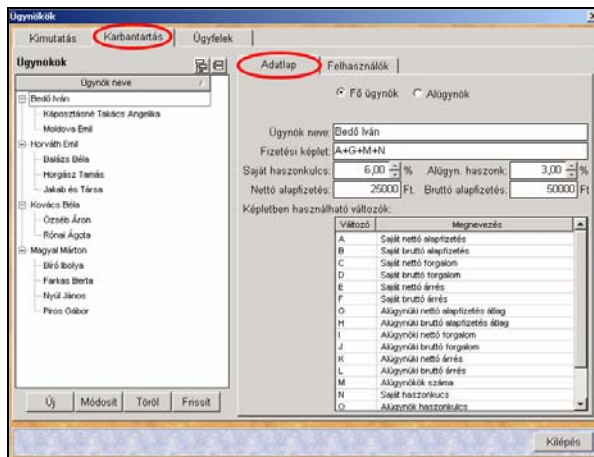 Ügynökök
Kimutatás Karbantartás Ügyfelek
Ügynökök
Ügynök neve
Bedő Iván
Káposztásné Takács Angelika
Moldova Emil
Horváth Emil
Balázs Béla
Horgász Tamás
Jakab és Társa
Kovács Béla
Ózséb Áron
Rónai Ágota
Magyal Márton
Bíró Ibolya
Farkas Berta
Nyúl János
Piros Gábor
Új Módosít Töröl Frissít
Adatlap Felhasználók
Fő ügynök Alügynök
Ügynök neve: Bedő Iván
Fizetési képlet: A+G+M+N
Saját haszonkulcs: 6,00 % Alügyn. haszonk: 3,00 %
Nettó alapfizetés: 25000 Ft. Bruttó alapfizetés: 50000 Ft
Képletben használható változók:
Változó Megnevezés
A Saját nettó alapfizetés
B Saját bruttó alapfizetés
C Saját nettó forgalom
D Saját bruttó forgalom
E Saját nettó árrés
F Saját bruttó árrés
G Alügynöki nettó alapfizetés átlag
H Alügynöki bruttó alapfizetés átlag
I Alügynöki nettó forgalom
J Alügynöki bruttó forgalom
K Alügynöki nettó árrés
L Alügynöki bruttó árrés
M Alügynökök száma
N Saját haszonkucs
O Alügynök haszonkulcs
Kilépés